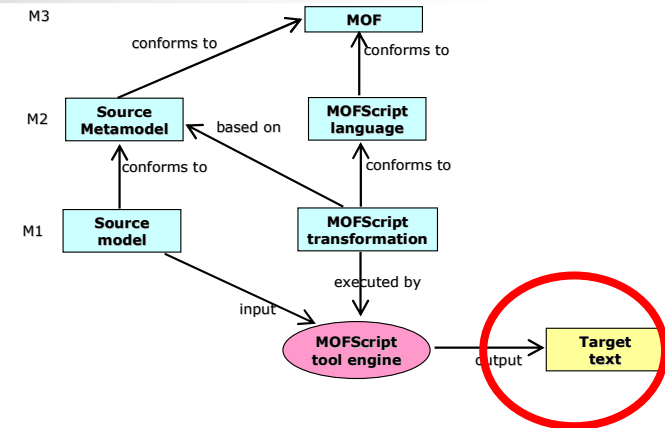 M3
MOF
conforms to
conforms to
M2
Source
Metamodel
based on
MOFScript
language
conforms to
conforms to
M1
Source
model
MOFScript
transformation
executed by
input
MOFScript
tool engine
output
Target
text